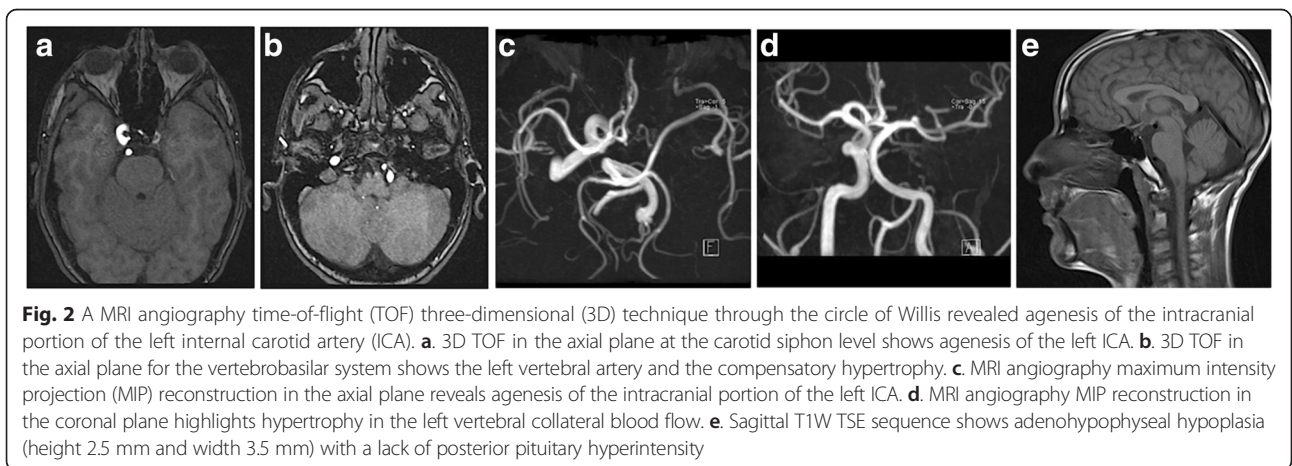 a
b
c
d
e
F
A
Fig. 2 A MRI angiography time-of-flight (TOF) three-dimensional (3D) technique through the circle of Willis revealed agenesis of the intracranial
portion of the left internal carotid artery (ICA). a. 3D TOF in the axial plane at the carotid siphon level shows agenesis of the left ICA. b. 3D TOF in
the axial plane for the vertebrobasilar system shows the left vertebral artery and the compensatory hypertrophy. c. MRI angiography maximum intensity
projection (MIP) reconstruction in the axial plane reveals agenesis of the intracranial portion of the left ICA. d. MRI angiography MIP reconstruction in
the coronal plane highlights hypertrophy in the left vertebral collateral blood flow. e. Sagittal T1W TSE sequence shows adenohypophyseal hypoplasia
(height 2.5 mm and width 3.5 mm) with a lack of posterior pituitary hyperintensity